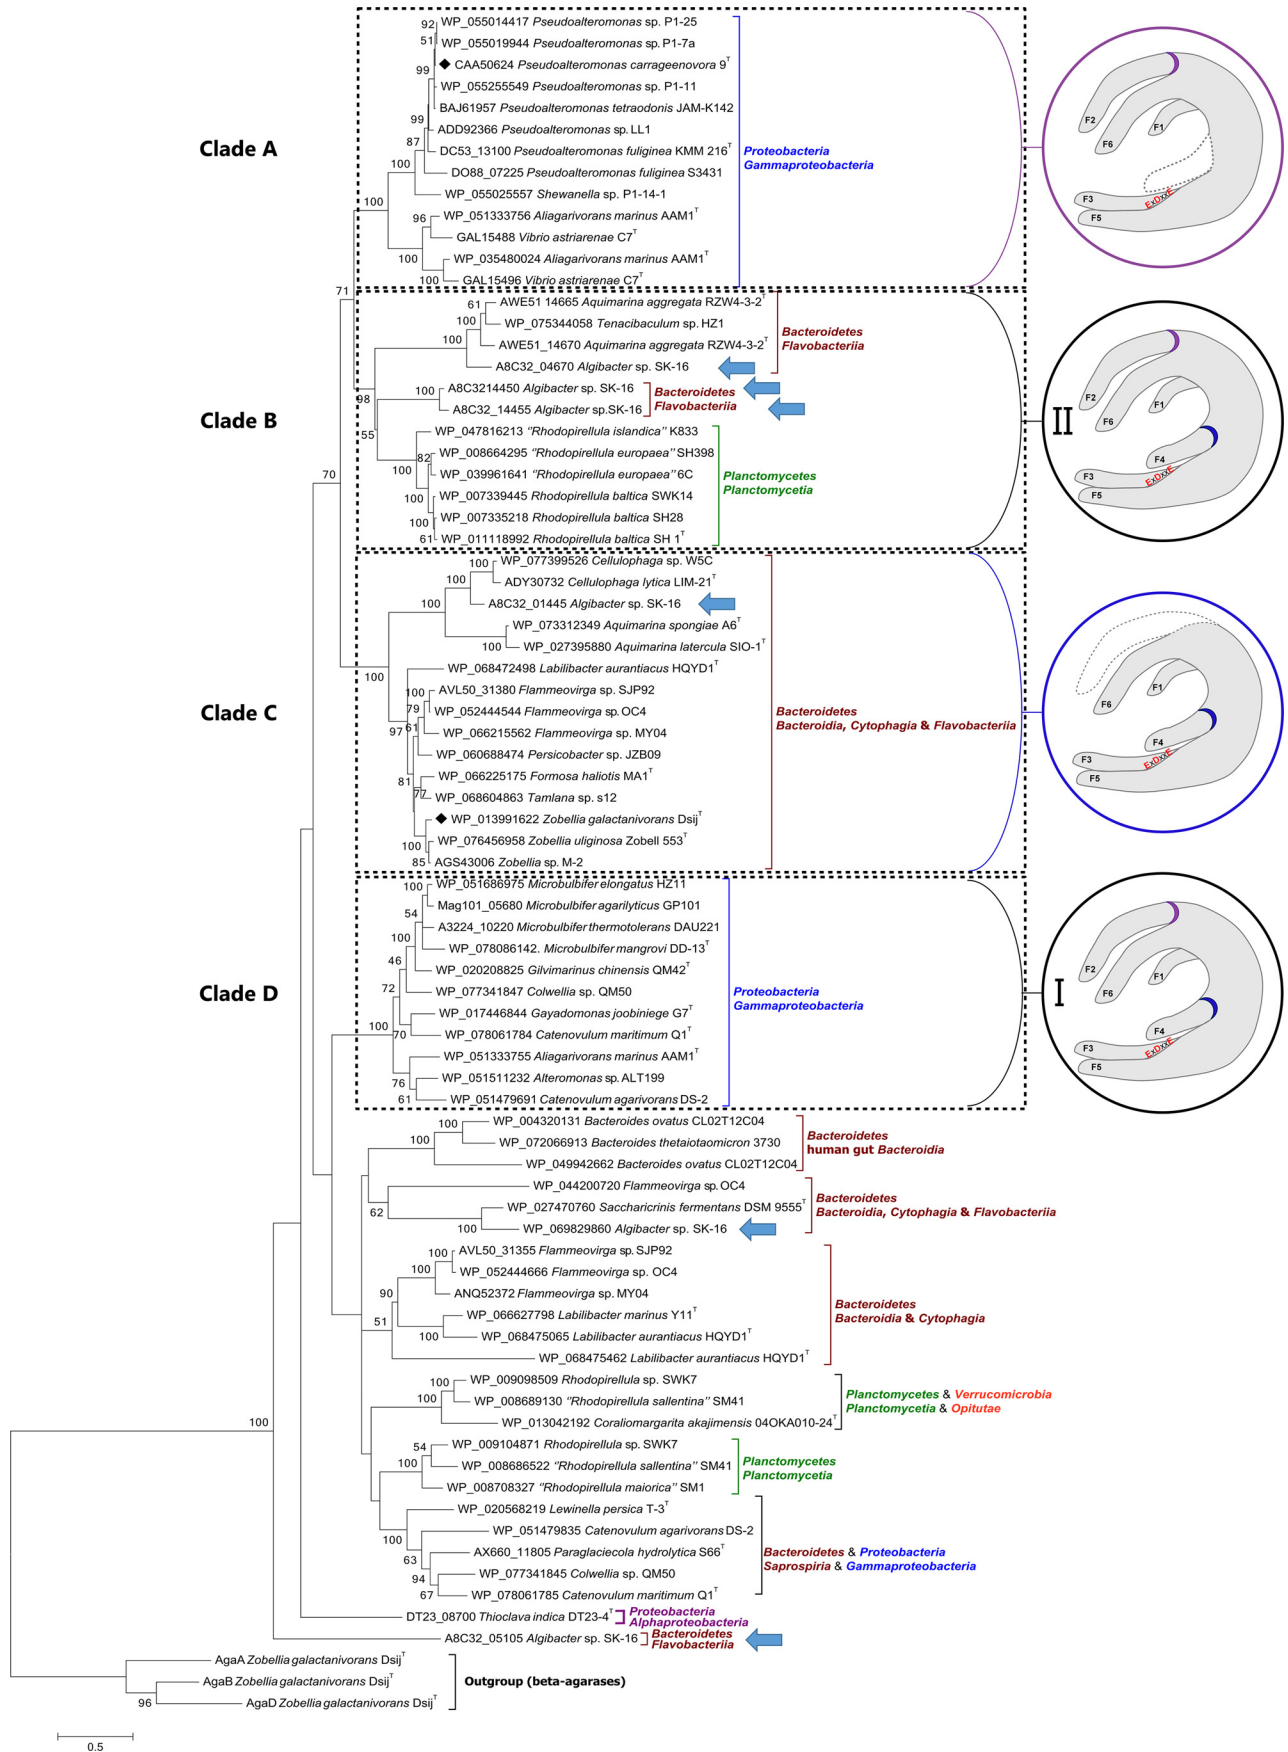 92 WP_055014417 Pseudoalteromonas sp. P1-25
51 WP_055019944 Pseudoalteromonas sp. P1-7a
CAA50624 Pseudoalteromonas carrageenovora 9T
99
WP_055255549 Pseudoalteromonas sp. P1-11
BAJ61957 Pseudoalteromonas tetraodonis JAM-K142
99
ADD92366 Pseudoalteromonas sp. LL1
87
DC53_13100 Pseudoalteromonas fuliginea KMM 216T
100
DO88_07225 Pseudoalteromonas fuliginea S3431
WP_055025557 Shewanella sp. P1-14-1
100
96 WP_051333756 Aliagarivorans marinus AAM1T
GAL15488 Vibrio astriarenae C7T
100
WP_035480024 Aliagarivorans marinus AAM1T
100 GAL15496 Vibrio astriarenae C7T
Clade A
Proteobacteria
Gammaproteobacteria
F2
F6
F1
F3
F5
ExDxxE
71
61 AWE51 14665 Aquimarina aggregata RZW4-3-2T
100 WP_075344058 Tenacibaculum sp. HZ1
100 AWE51_14670 Aquimarina aggregata RZW4-3-2T
A8C32_04670 Algibacter sp. SK-16
Bacteroidetes
Flavobacteriia
98
100 A8C3214450 Algibacter sp. SK-16
A8C32_14455 Algibacter sp.SK-16
Bacteroidetes
Flavobacteriia
Clade B
55
WP_047816213 "Rhodopirellula islandica" K833
82 WP_008664295 "Rhodopirellula europaea" SH398
100 WP_039961641 "Rhodopirellula europaea" 6C
100 WP_007339445 Rhodopirellula baltica SWK14
100 WP_007335218 Rhodopirellula baltica SH28
61 WP_011118992 Rhodopirellula baltica SH 1T
Planctomycetes
Planctomycetia
II
F2
F6
F1
F4
F3
F5
ExDxxE
70
WP_077399526 Cellulophaga sp. W5C
100 ADY30732 Cellulophaga lytica LIM-21T
100 A8C32_01445 Algibacter sp. SK-16
WP_073312349 Aquimarina spongiae A6T
100 WP_027395880 Aquimarina latercula SIO-1T
100
WP_068472498 Labilibacter aurantiacus HQYD1T
100 AVL50_31380 Flammeovirga sp. SJP92
79 WP_052444544 Flammeovirga sp. OC4
97 61 WP_066215562 Flammeovirga sp. MY04
WP_060688474 Persicobacter sp. JZB09
81 WP_066225175 Formosa haliotis MA1T
77 WP_068604863 Tamlana sp. s12
WP_013991622 Zobellia galactanivorans DsijT
100 WP_076456958 Zobellia uliginosa Zobell 553T
85 AGS43006 Zobellia sp. M-2
Clade C
Bacteroidetes
Bacteroidia, Cytophagia & Flavobacteriia
F1
F6
F4
F3
F5
ExDxxE
100 WP_051686975 Microbulbifer elongatus HZ11
Mag101_05680 Microbulbifer agarilyticus GP101
54
A3224_10220 Microbulbifer thermotolerans DAU221
100
WP_078086142. Microbulbifer mangrovi DD-13T
46
WP_020208825 Gilvimarinus chinensis QM42T
72
WP_077341847 Colwellia sp. QM50
WP_017446844 Gayadomonas joobiniege G7T
100 70 WP_078061784 Catenovulum maritimum Q1T
WP_051333755 Aliagarivorans marinus AAM1T
76 WP_051511232 Alteromonas sp. ALT199
61 WP_051479691 Catenovulum agarivorans DS-2
Clade D
Proteobacteria
Gammaproteobacteria
I
F2
F6
F1
F4
F3
F5
ExDxxE
WP_004320131 Bacteroides ovatus CL02T12C04
100 100 WP_072066913 Bacteroides thetaiotaomicron 3730
WP_049942662 Bacteroides ovatus CL02T12C04
Bacteroidetes
human gut Bacteroidia
WP_044200720 Flammeovirga sp. OC4
62 WP_027470760 Saccharicrinis fermentans DSM 9555T
100 WP_069829860 Algibacter sp. SK-16
Bacteroidetes
Bacteroidia, Cytophagia & Flavobacteriia
100 AVL50_31355 Flammeovirga sp. SJP92
100 WP_052444666 Flammeovirga sp. OC4
90 ANQ52372 Flammeovirga sp. MY04
WP_066627798 Labilibacter marinus Y11T
51 100 WP_068475065 Labilibacter aurantiacus HQYD1T
WP_068475462 Labilibacter aurantiacus HQYD1T
Bacteroidetes
Bacteroidia & Cytophagia
100 WP_009098509 Rhodopirellula sp. SWK7
100 WP_008689130 "Rhodopirellula sallentina" SM41
WP_013042192 Coraliomargarita akajimensis 04OKA010-24T
Planctomycetes & Verrucomicrobia
Planctomycetia & Opitutae
100
54 WP_009104871 Rhodopirellula sp. SWK7
100 WP_008686522 "Rhodopirellula sallentina" SM41
WP_008708327 "Rhodopirellula maiorica" SM1
Planctomycetes
Planctomycetia
WP_020568219 Lewinella persica T-3T
100 WP_051479835 Catenovulum agarivorans DS-2
63 AX660_11805 Paraglaciecola hydrolytica S66T
94 WP_077341845 Colwellia sp. QM50
67 WP_078061785 Catenovulum maritimum Q1T
Bacteroidetes & Proteobacteria
Saprospiria & Gammaproteobacteria
DT23_08700 Thioclava indica DT23-4T
Proteobacteria
Alphaproteobacteria
A8C32_05105 Algibacter sp. SK-16
Bacteroidetes
Flavobacteriia
AgaA Zobellia galactanivorans DsijT
AgaB Zobellia galactanivorans DsijT
96 AgaD Zobellia galactanivorans DsijT
Outgroup (beta-agarases)
0.5